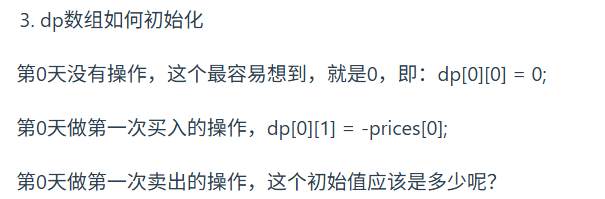 3. dp数组如何初始化
第0天没有操作，这个最容易想到，就是0，即：dp[0][0] = 0;
第0天做第一次买入的操作，dp[0][1] = -prices[0];
第0天做第一次卖出的操作，这个初始值应该是多少呢？